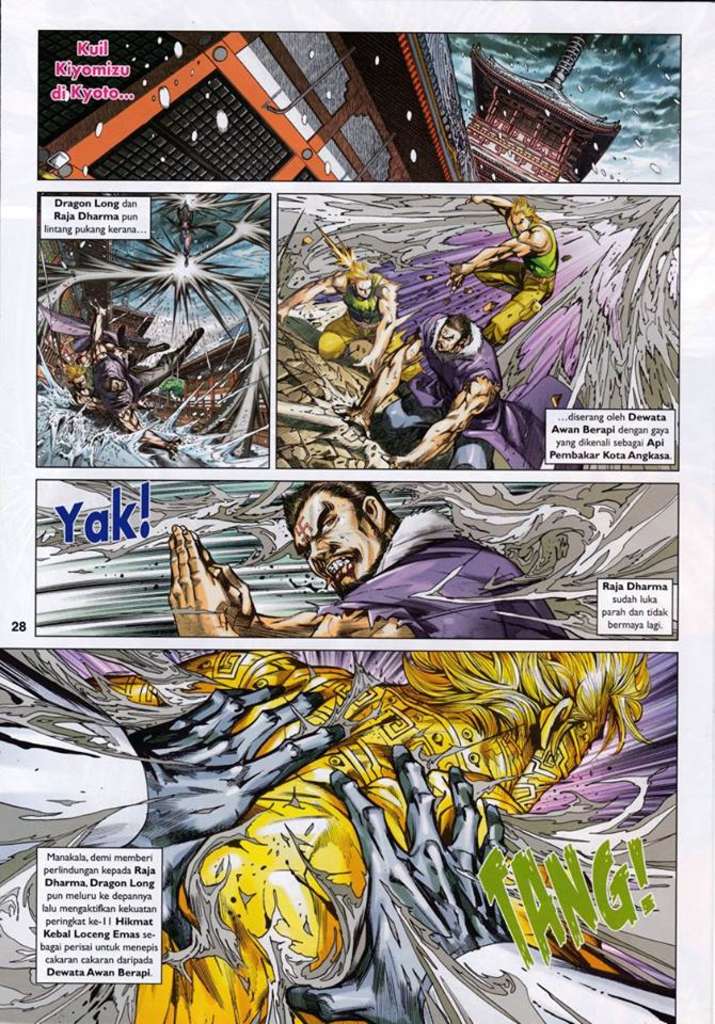 Kuil
Kiyomizu
di Kyoto...
Dragon Long dan
Raja Dharma pun
lintang pukang kerana...
...diserang oleh Dewata
Awan Berapi dengan gaya
yang dikenali sebagai Api
Pembakar Kota Angkasa.
Yak!
Raja Dharma
sudah luka
parah dan tidak
bermaya lagi.
28
Manakala, demi memberi
perlindungan kepada Raja
Dharma, Dragon Long
pun meluru ke depannya
lalu mengaktifkan kekuatan
peringkat ke-11 Hikmat
Kebal Loceng Emas se-
bagai perisai untuk menepis
cakaran cakaran daripada
Dewata Awan Berapi.
TANG!